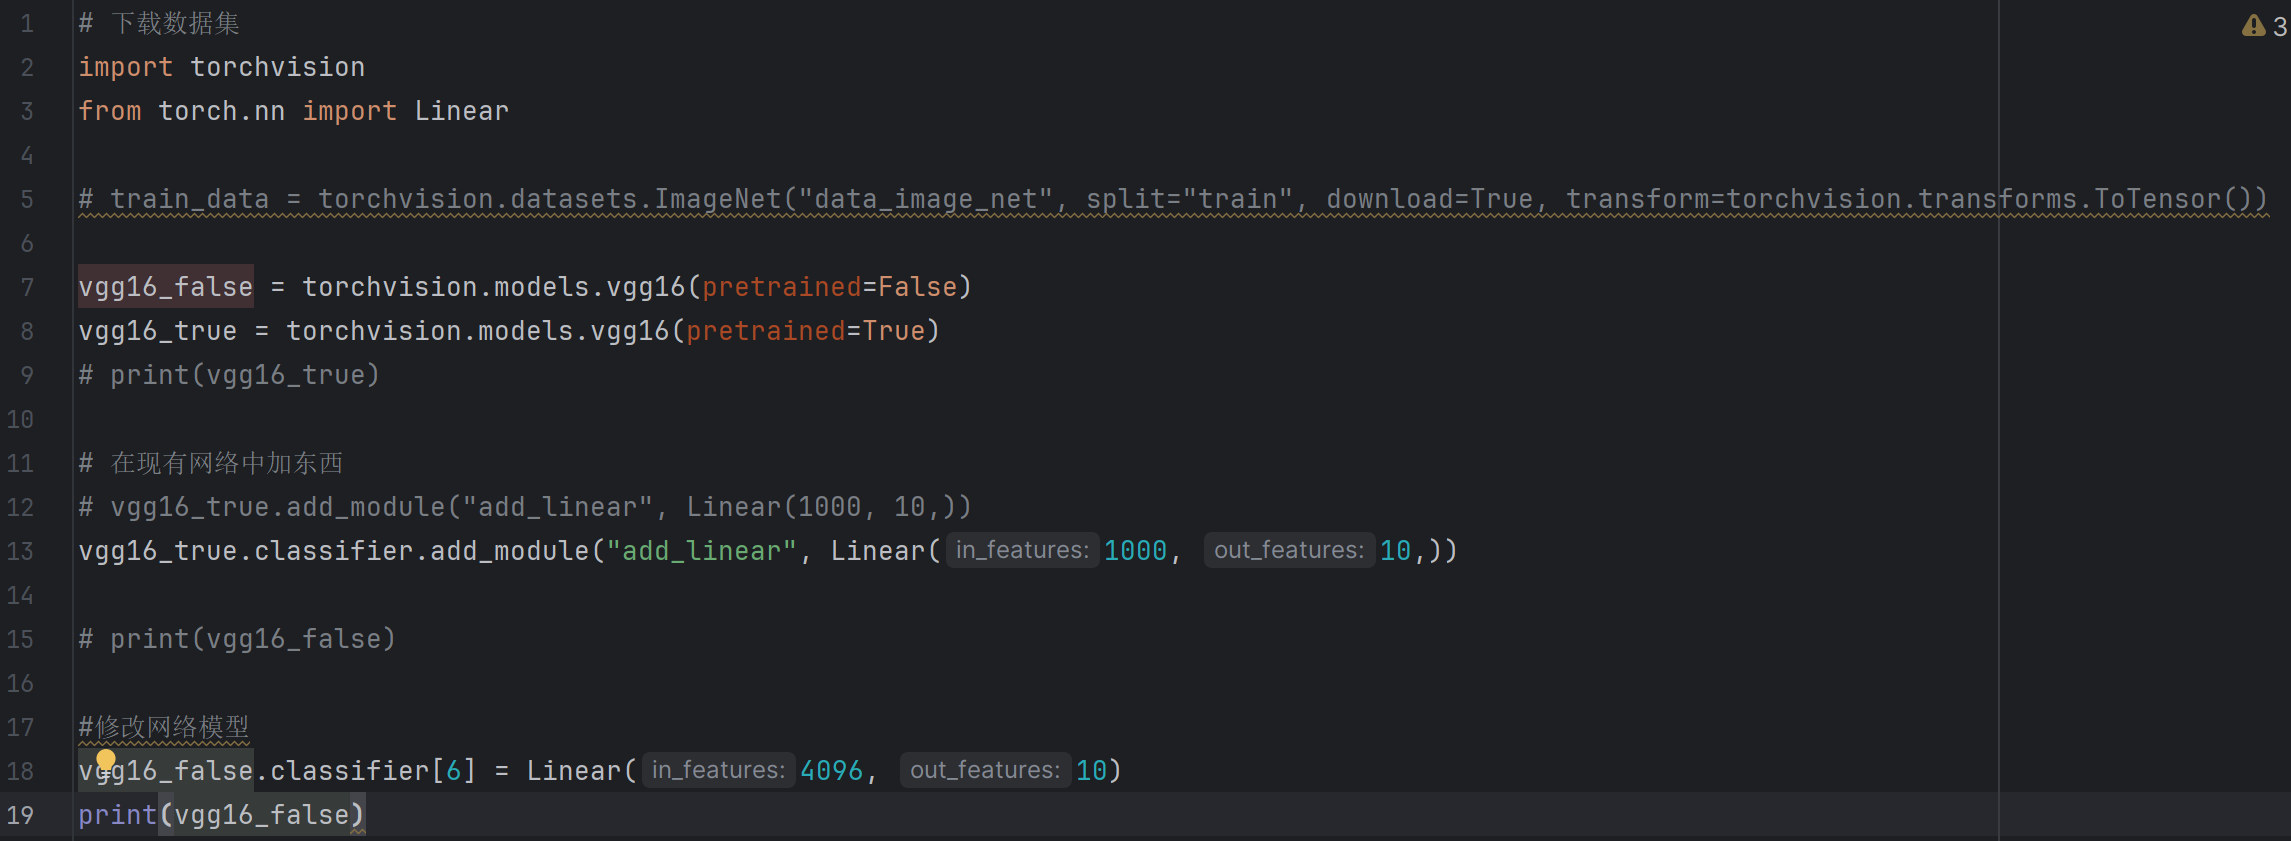 1 # 下载数据集
2 import torchvision
3 from torch.nn import Linear
4
5 # train_data = torchvision.datasets.ImageNet("data_image_net", split="train", download=True, transform=torchvision.transforms.ToTensor())
6
7 vgg16_false = torchvision.models.vgg16(pretrained=False)
8 vgg16_true = torchvision.models.vgg16(pretrained=True)
9 # print(vgg16_true)
10
11 # 在现有网络中加东西
12 # vgg16_true.add_module("add_linear", Linear(1000, 10,))
13 vgg16_true.classifier.add_module("add_linear", Linear( in_features: 1000, out_features: 10,))
14
15 # print(vgg16_false)
16
17 #修改网络模型
18 vgg16_false.classifier[6] = Linear( in_features: 4096, out_features: 10)
19 print(vgg16_false)
3